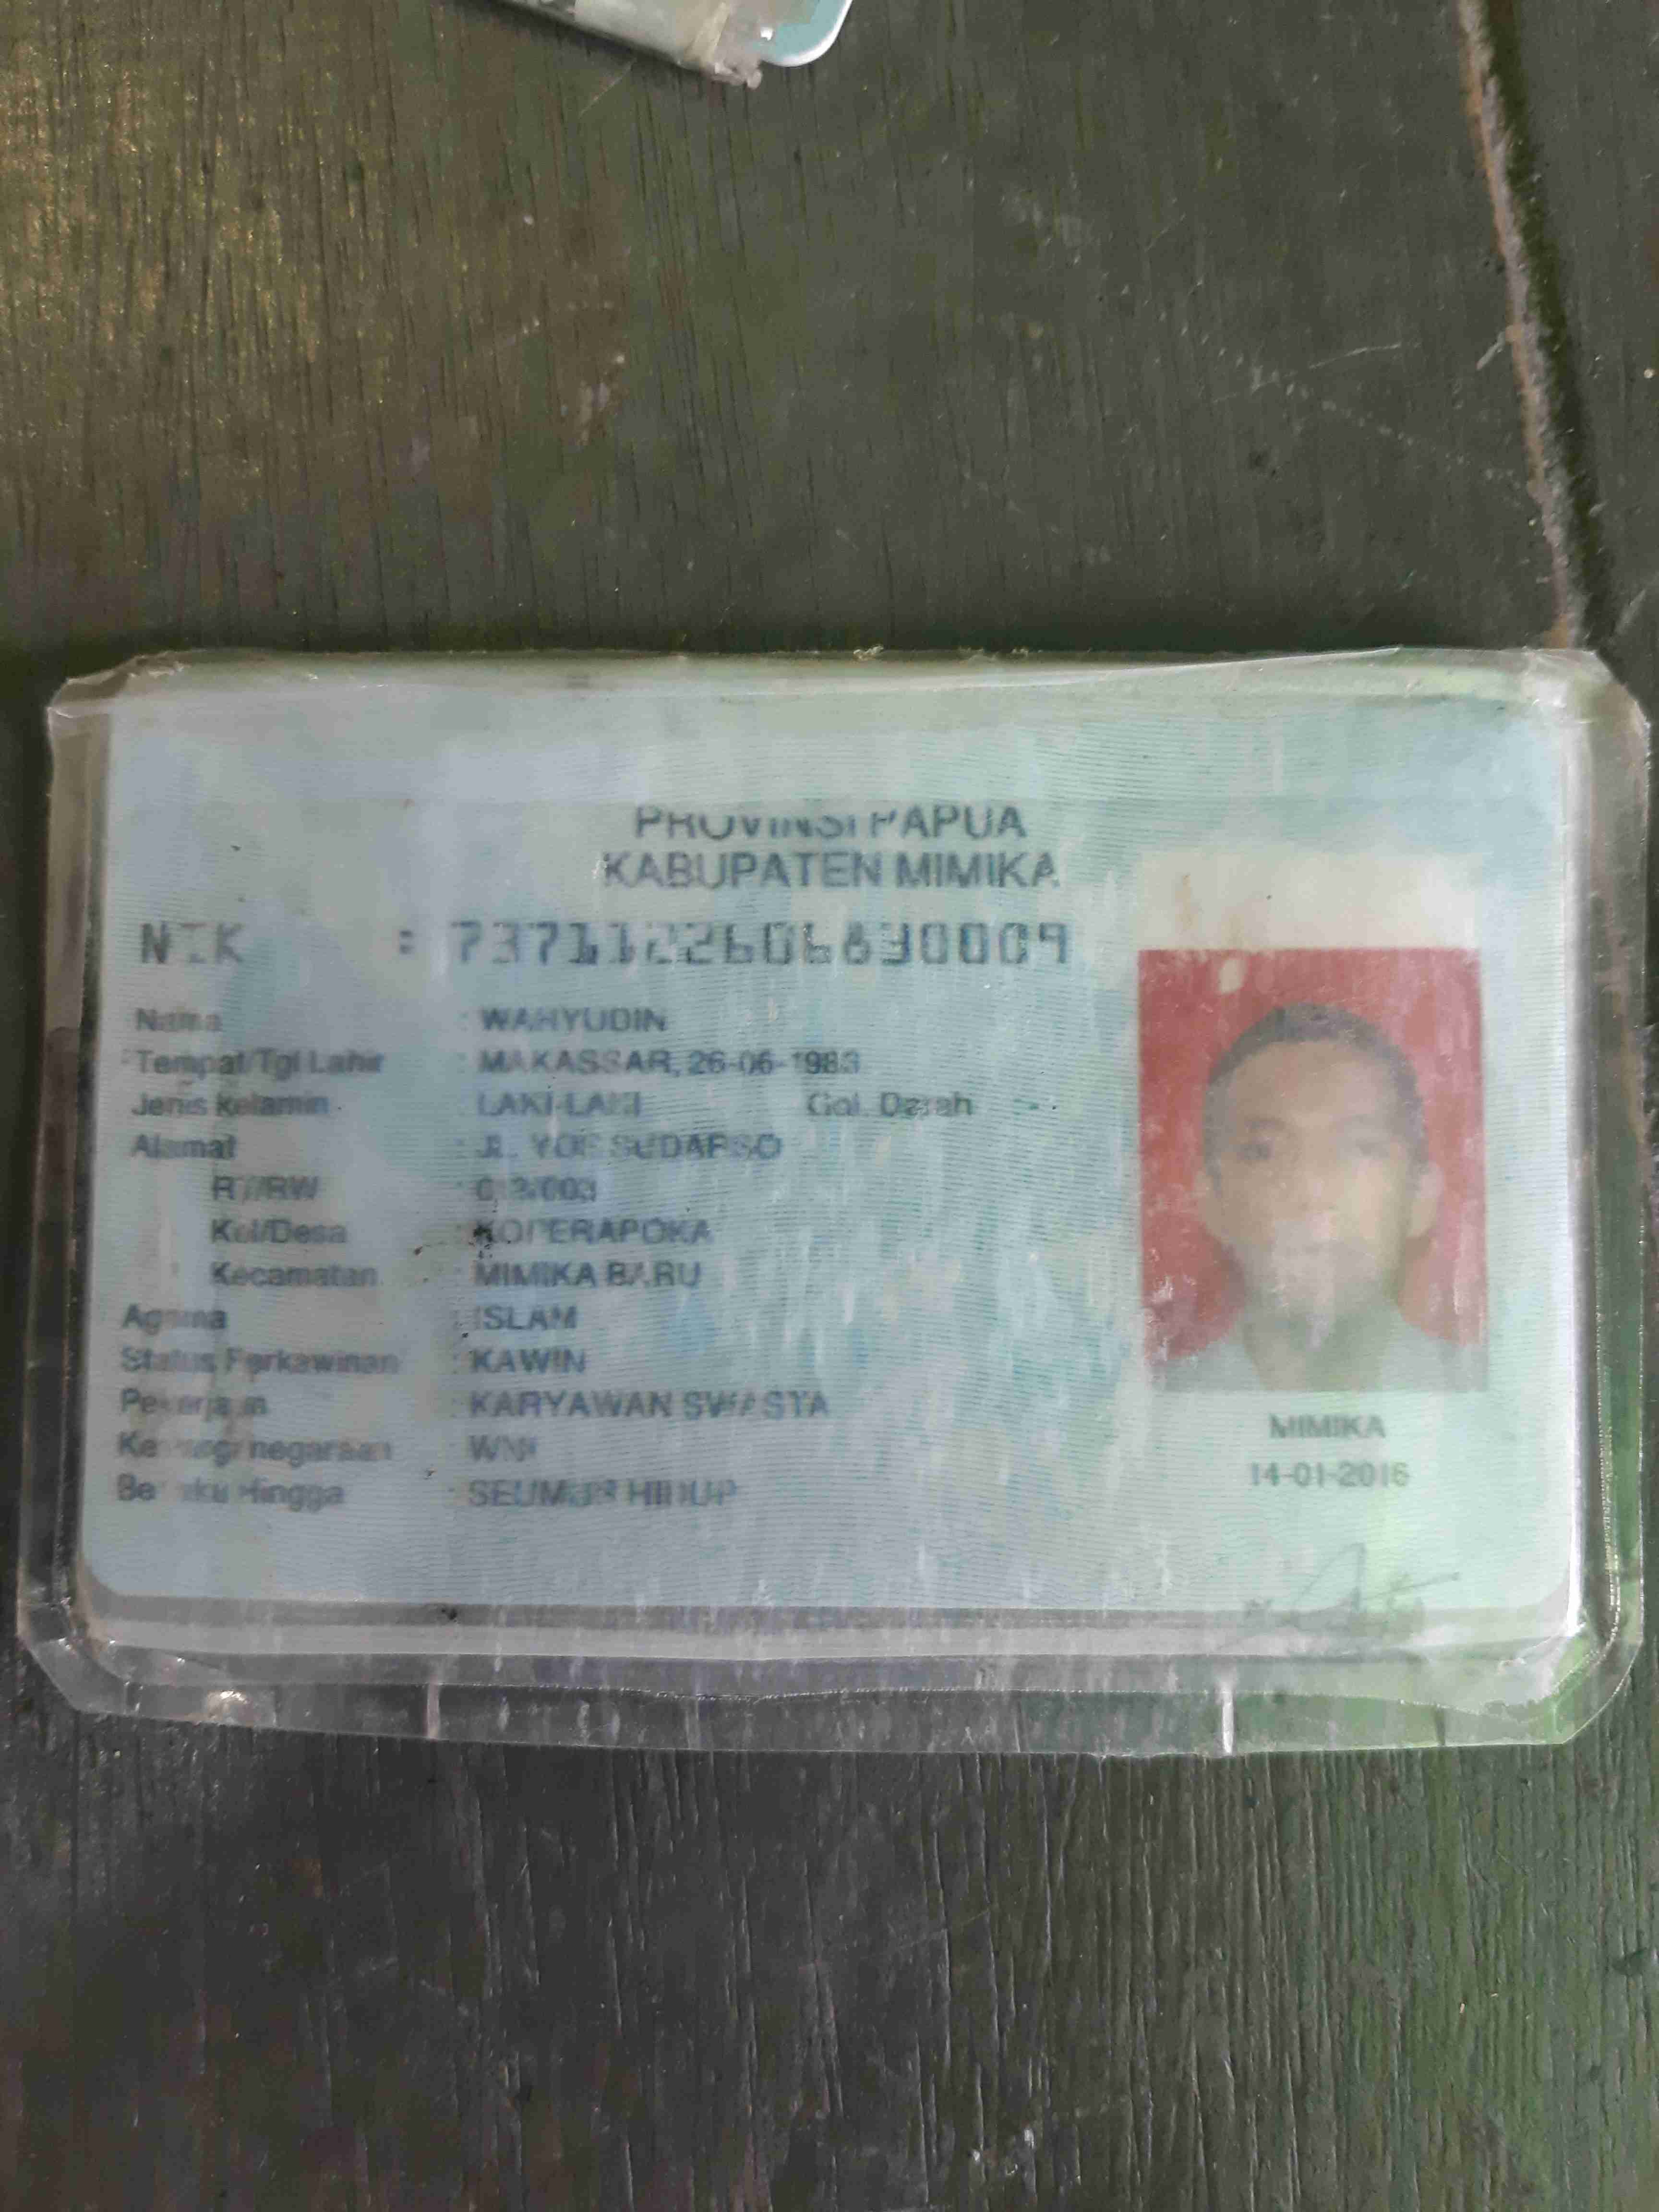 PROVINSI PAPUA
KABUPATEN MIMIKA
NIK : 7371122606830009
Nama : WAHYUDIN
Tempat/Tgl Lahir : MAKASSAR, 26-06-1983
Jenis kelamin : LAKI-LAKI Gol. Darah : -
Alamat : JL. YOS SUDARSO
RT/RW
Kel/Desa : KOPERAPOKA
Kecamatan : MIMIKA BARU
Agama : ISLAM
Status Perkawinan : KAWIN
Pekerjaan : KARYAWAN SWASTA
Kewarganegaraan : WNI
Berlaku Hingga : SEUMUR HIDUP
MIMIKA
14-01-2016